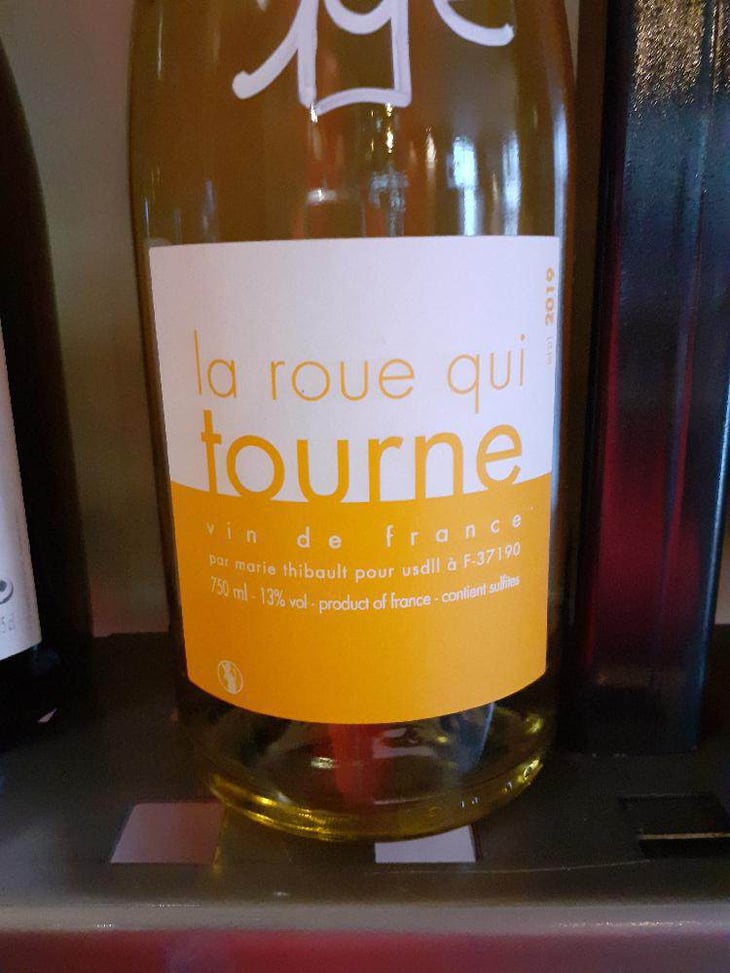 la roue qui
tourne
vin de france
par marie thibault pour usdll à F-37190
750 ml - 13% vol - product of france - contient sulfites
2019